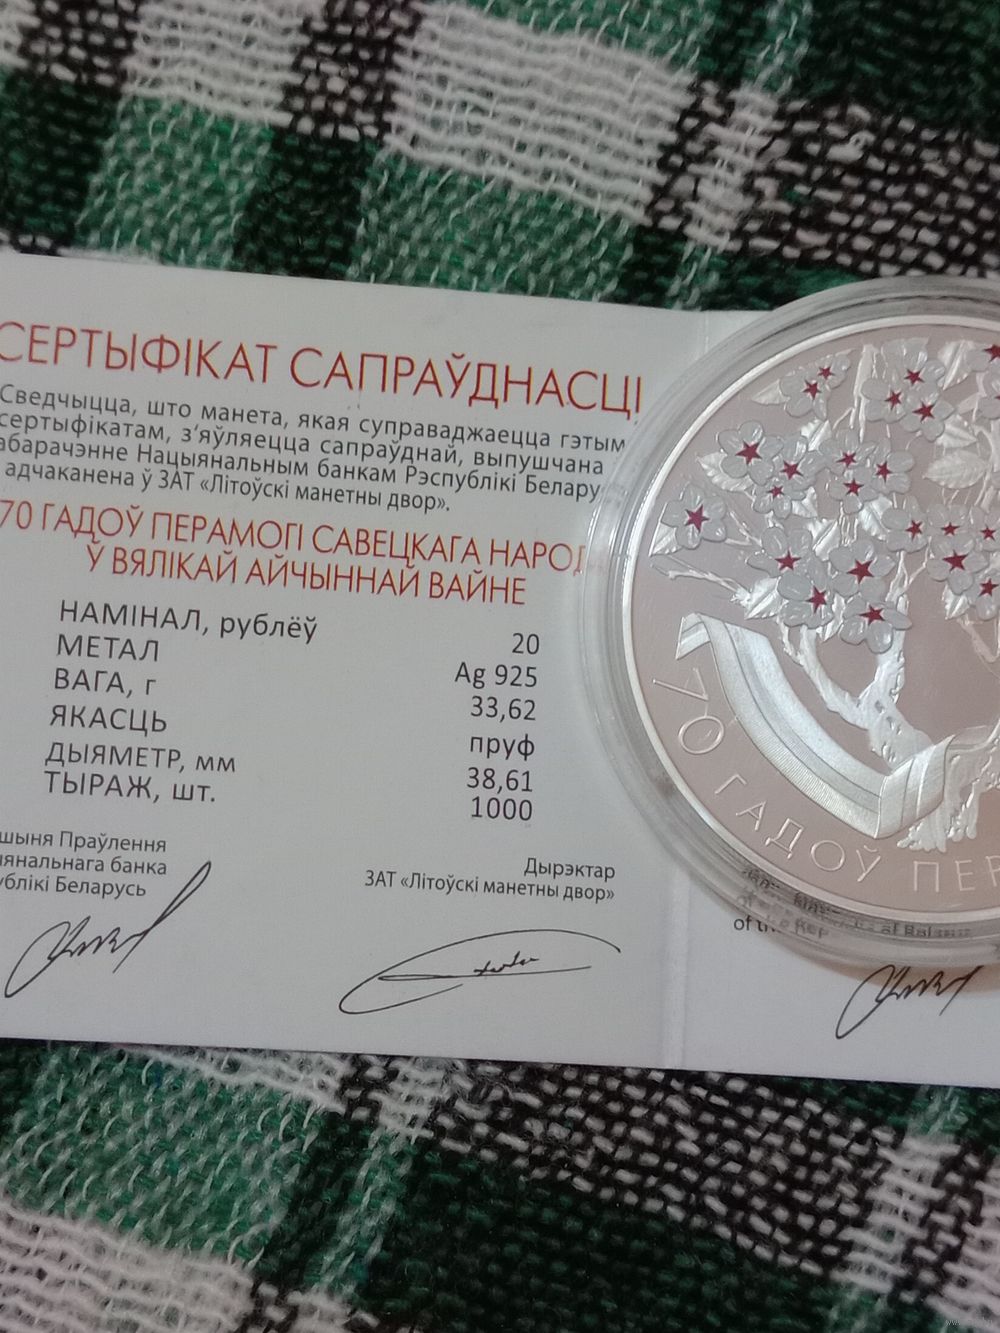 СЕРТЫФІКАТ САПРАЎДНАСЦІ
Сведчыцца, што манета, якая суправаджаецца гэтым
сертыфікатам, з'яўляецца сапраўднай, выпушчана
абарачэнне Нацыянальным банкам Рэспублікі Беларусь
адчаканена ў ЗАТ «Літоўскі манетны двор».
70 ГАДОЎ ПЕРАМОГІ САВЕЦКАГА НАРОД
Ў ВЯЛІКАЙ АЙЧЫННАЙ ВАЙНЕ
НАМІНАЛ, рублёў 20
МЕТАЛ Ag 925
ВАГА, г 33,62
ЯКАСЦЬ пруф
ДЫЯМЕТР, мм 38,61
ТЫРАЖ, шт. 1000
шыня Праўлення
яянальнага банка
ублікі Беларусь
Дырэктар
ЗАТ «Літоўскі манетны двор»
70 ГАДОЎ ПЕР
of the Rep